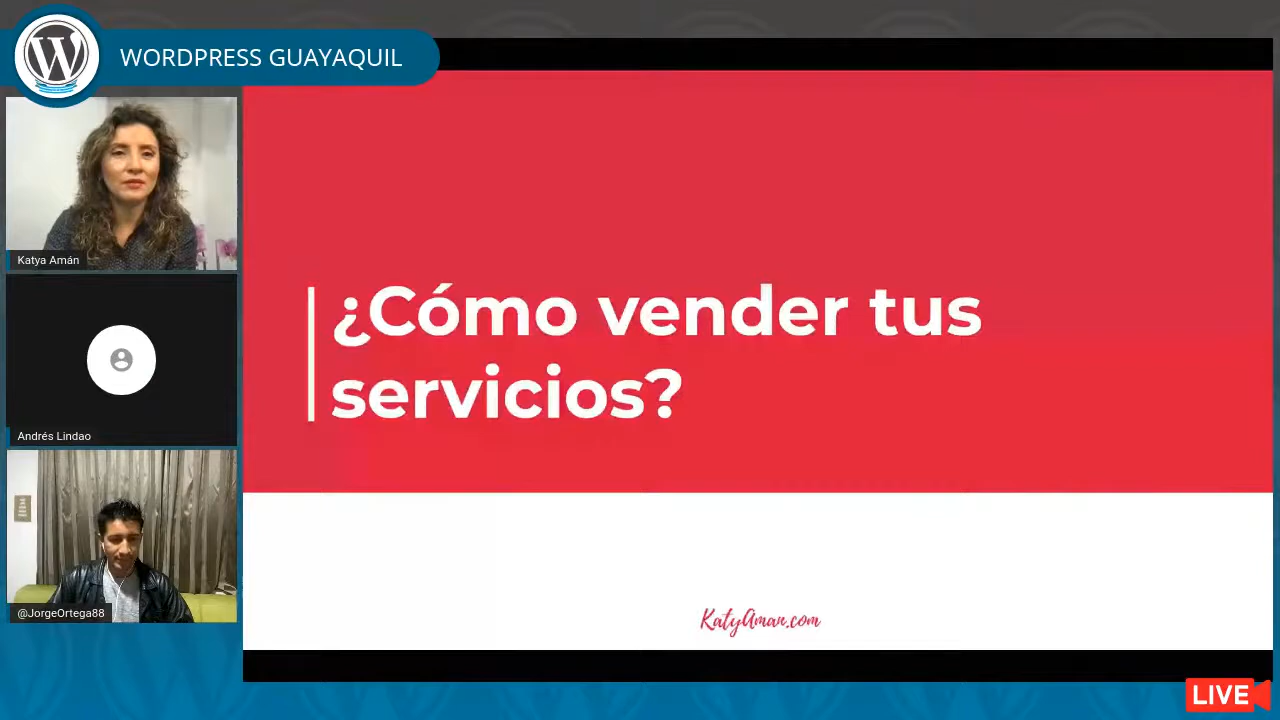 WORDPRESS GUAYAQUIL
Katya Amán
Andrés Lindao
@JorgeOrtega88
¿Cómo vender tus
servicios?
KatyAman.com
LIVE